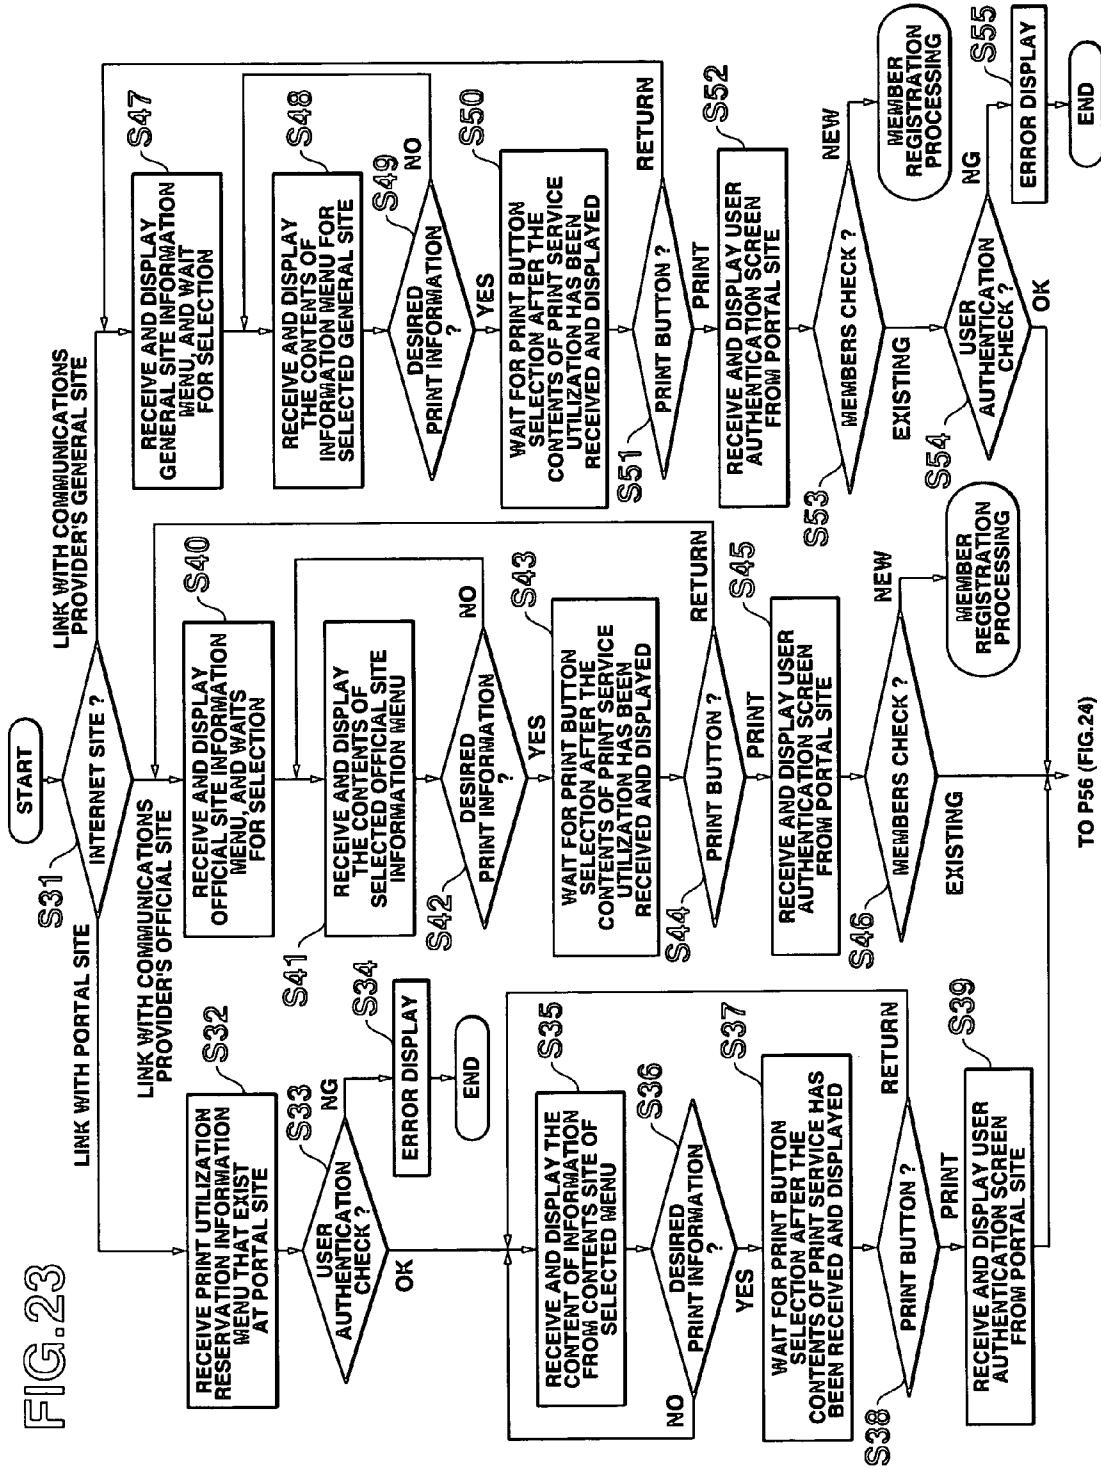 FIG.23
START
S31
INTERNET SITE ?
LINK WITH PORTAL SITE
LINK WITH COMMUNICATIONS
PROVIDER'S OFFICIAL SITE
LINK WITH COMMUNICATIONS
PROVIDER'S GENERAL SITE
S32
RECEIVE PRINT UTILIZATION
RESERVATION INFORMATION
MENU THAT EXIST
AT PORTAL SITE
S33
USER
AUTHENTICATION
CHECK ?
NG
OK
S34
ERROR DISPLAY
END
S35
RECEIVE AND DISPLAY THE
CONTENT OF INFORMATION
FROM CONTENTS SITE OF
SELECTED MENU
S36
DESIRED
PRINT INFORMATION
?
NO
YES
S37
WAIT FOR PRINT BUTTON
SELECTION AFTER THE
CONTENTS OF PRINT SERVICE HAS
BEEN RECEIVED AND DISPLAYED
S38
PRINT BUTTON ?
RETURN
PRINT
S39
RECEIVE AND DISPLAY USER
AUTHENTICATION SCREEN
FROM PORTAL SITE
S40
RECEIVE AND DISPLAY
OFFICIAL SITE INFORMATION
MENU, AND WAITS
FOR SELECTION
S41
RECEIVE AND DISPLAY
THE CONTENTS OF
SELECTED OFFICIAL SITE
INFORMATION MENU
S42
DESIRED
PRINT INFORMATION
?
NO
YES
S43
WAIT FOR PRINT BUTTON
SELECTION AFTER THE
CONTENTS OF PRINT SERVICE
UTILIZATION HAS BEEN
RECEIVED AND DISPLAYED
S44
PRINT BUTTON ?
RETURN
PRINT
S45
RECEIVE AND DISPLAY USER
AUTHENTICATION SCREEN
FROM PORTAL SITE
S46
MEMBERS CHECK ?
NEW
EXISTING
MEMBER
REGISTRATION
PROCESSING
S47
RECEIVE AND DISPLAY
GENERAL SITE INFORMATION
MENU, AND WAIT
FOR SELECTION
S48
RECEIVE AND DISPLAY
THE CONTENTS OF
INFORMATION MENU FOR
SELECTED GENERAL SITE
S49
DESIRED
PRINT INFORMATION
?
NO
YES
S50
WAIT FOR PRINT BUTTON
SELECTION AFTER THE
CONTENTS OF PRINT SERVICE
UTILIZATION HAS BEEN
RECEIVED AND DISPLAYED
S51
PRINT BUTTON ?
RETURN
PRINT
S52
RECEIVE AND DISPLAY USER
AUTHENTICATION SCREEN
FROM PORTAL SITE
S53
MEMBERS CHECK ?
NEW
EXISTING
MEMBER
REGISTRATION
PROCESSING
S54
USER
AUTHENTICATION
CHECK ?
NG
OK
S55
ERROR DISPLAY
END
TO P56 (FIG.24)